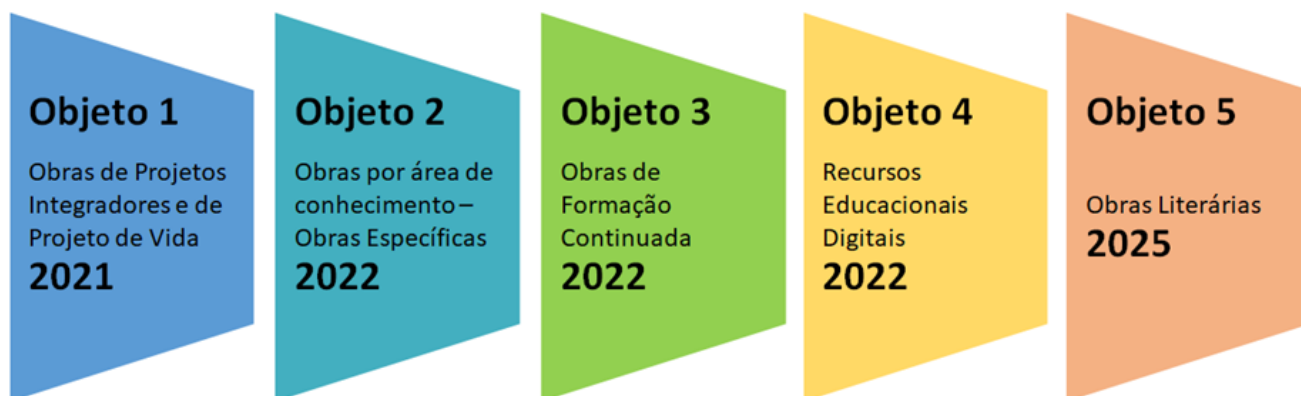 Objeto 1
Obras de Projetos
Integradores e de
Projeto de Vida
2021
Objeto 2
Obras por área de
conhecimento –
Obras Específicas
2022
Objeto 3
Obras de
Formação
Continuada
2022
Objeto 4
Recursos
Educacionais
Digitais
2022
Objeto 5
Obras Literárias
2025